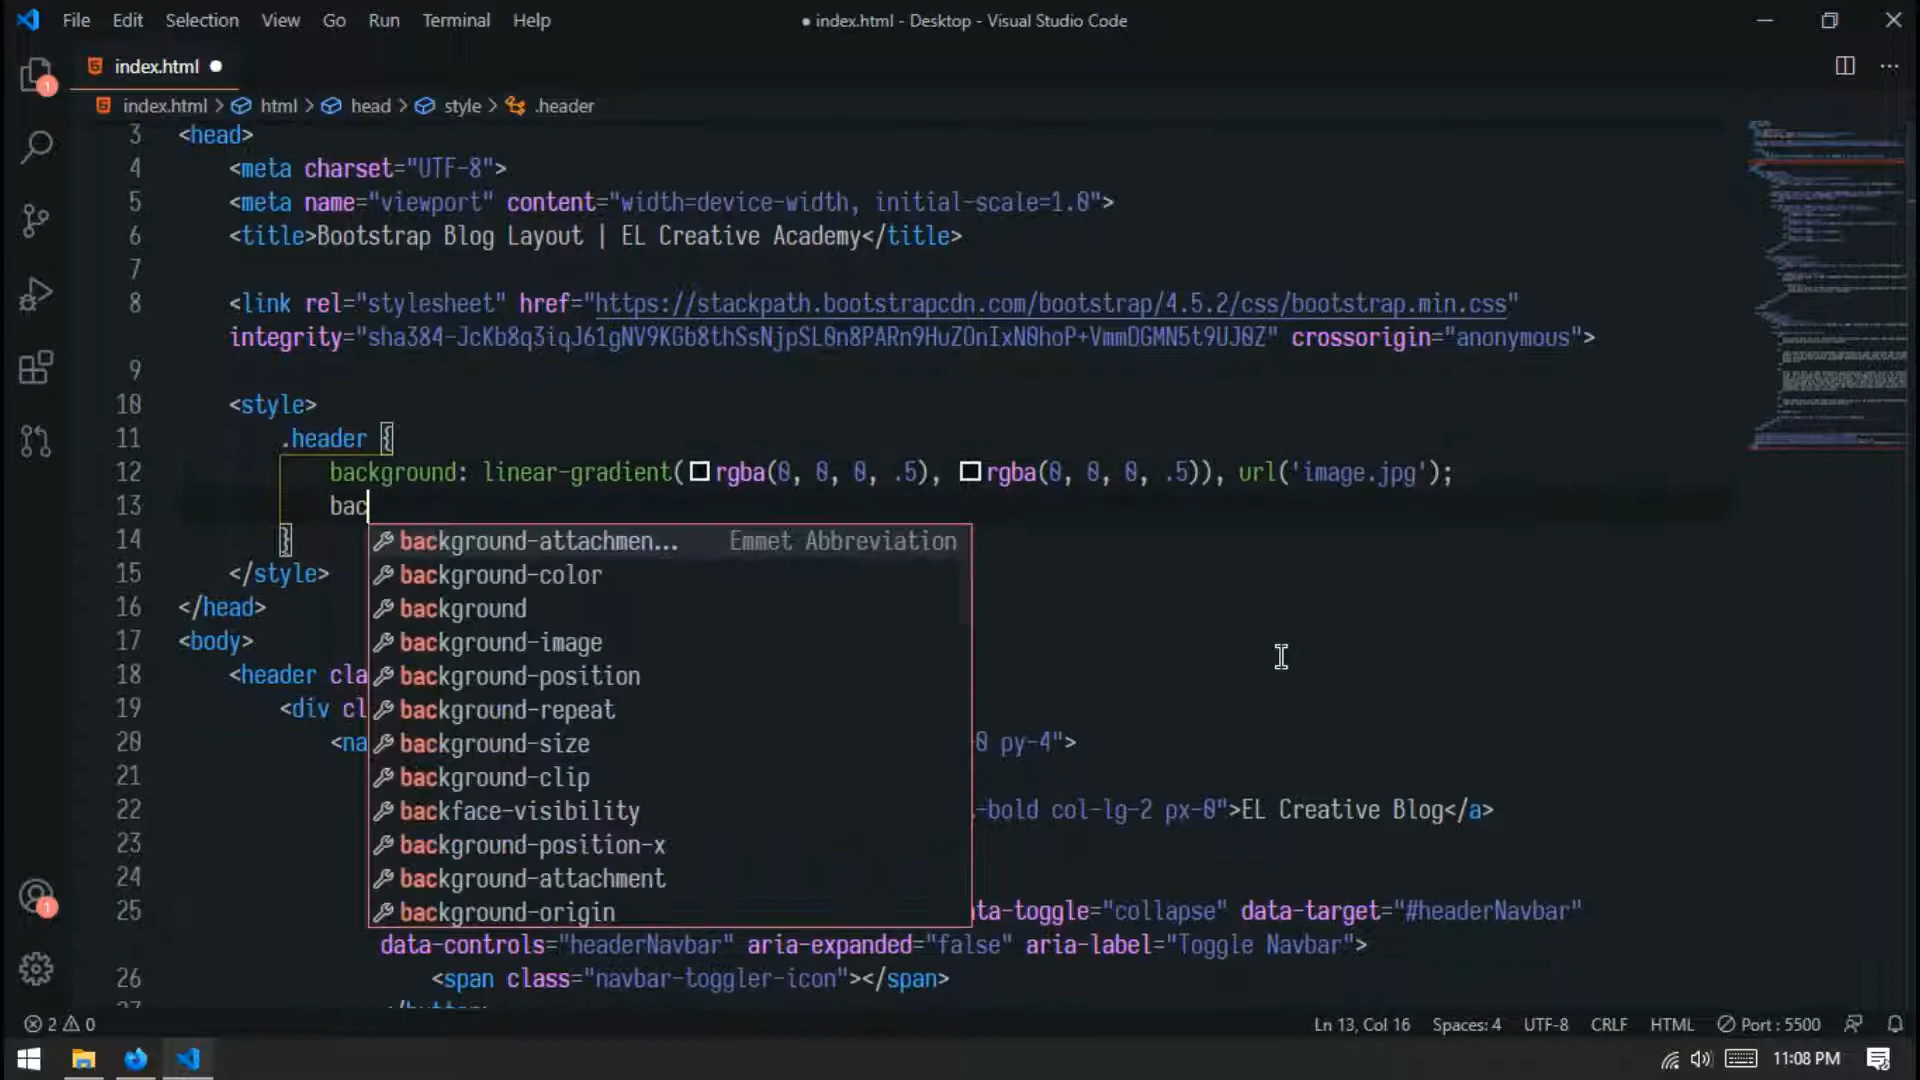 File Edit Selection View Go Run Terminal Help
● index.html - Desktop - Visual Studio Code
index.html ●
index.html > html > head > style > .header
3 <head>
4 <meta charset="UTF-8">
5 <meta name="viewport" content="width=device-width, initial-scale=1.0">
6 <title>Bootstrap Blog Layout | EL Creative Academy</title>
7
8 <link rel="stylesheet" href="https://stackpath.bootstrapcdn.com/bootstrap/4.5.2/css/bootstrap.min.css"
integrity="sha384-JcKb8q3iqJ61gNV9KGb8thSsNjpSL0n8PARn9HuZOnIxN0hoP+VmmDGMN5t9UJ0Z" crossorigin="anonymous">
9
10 <style>
11 .header {
12 background: linear-gradient(rgba(0, 0, 0, .5), rgba(0, 0, 0, .5)), url('image.jpg');
13 bac
14 }
background-attachmen... Emmet Abbreviation
15 </style>
background-color
16 </head>
background
17 <body>
background-image
18 <header cla
background-position
19 <div cl
background-repeat
20 <na
background-size
0 py-4">
21
background-clip
22
backface-visibility
-bold col-lg-2 px-0">EL Creative Blog</a>
23
background-position-x
24
background-attachment
25
background-origin
ta-toggle="collapse" data-target="#headerNavbar"
data-controls="headerNavbar" aria-expanded="false" aria-label="Toggle Navbar">
26 <span class="navbar-toggler-icon"></span>
1
1
2 0
Ln 13, Col 16 Spaces: 4 UTF-8 CRLF HTML Port : 5500
11:08 PM